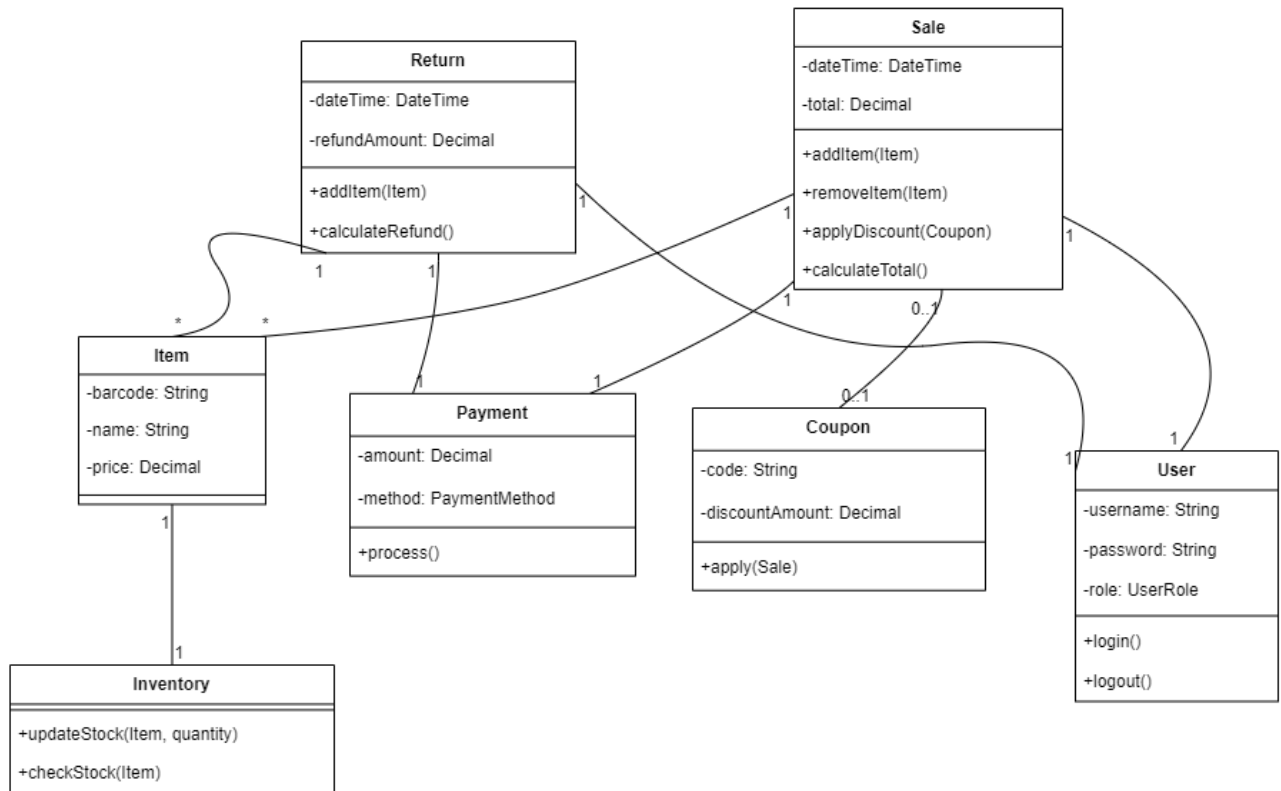 Return
-dateTime: DateTime
-refundAmount: Decimal
+addItem(Item)
+calculateRefund()
1
1
1
Sale
-dateTime: DateTime
-total: Decimal
+addItem(Item)
+removeItem(Item)
+applyDiscount(Coupon)
+calculateTotal()
1
1
1
0..1
*
*
Item
-barcode: String
-name: String
-price: Decimal
1
1
1
Payment
-amount: Decimal
-method: PaymentMethod
+process()
0..1
Coupon
-code: String
-discountAmount: Decimal
+apply(Sale)
1
1
User
-username: String
-password: String
-role: UserRole
+login()
+logout()
1
Inventory
+updateStock(Item, quantity)
+checkStock(Item)